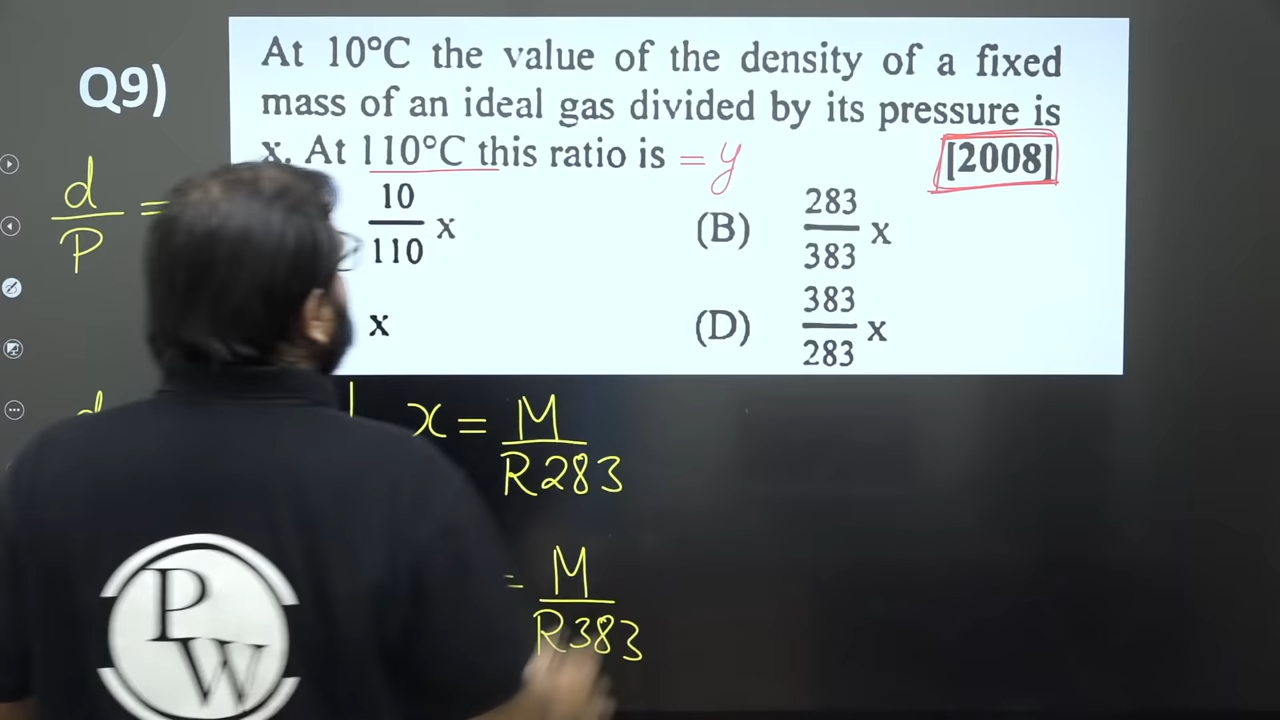 Q9)
At 10°C the value of the density of a fixed
mass of an ideal gas divided by its pressure is
x. At 110°C this ratio is = y [2008]
10/110 x
(B) 283/383 x
x
(D) 383/283 x
d/P =
d
x = M/R283
= M/R383
P
W